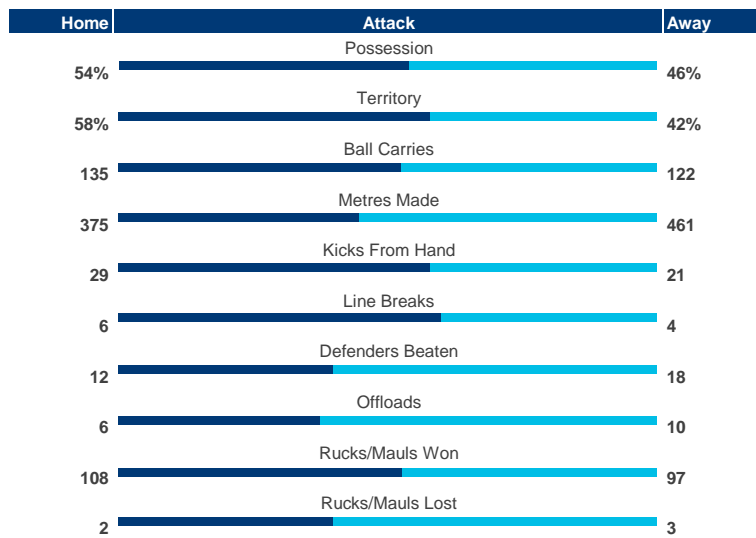 Home Attack Away
Possession
54% 46%
Territory
58% 42%
Ball Carries
135 122
Metres Made
375 461
Kicks From Hand
29 21
Line Breaks
6 4
Defenders Beaten
12 18
Offloads
6 10
Rucks/Mauls Won
108 97
Rucks/Mauls Lost
2 3